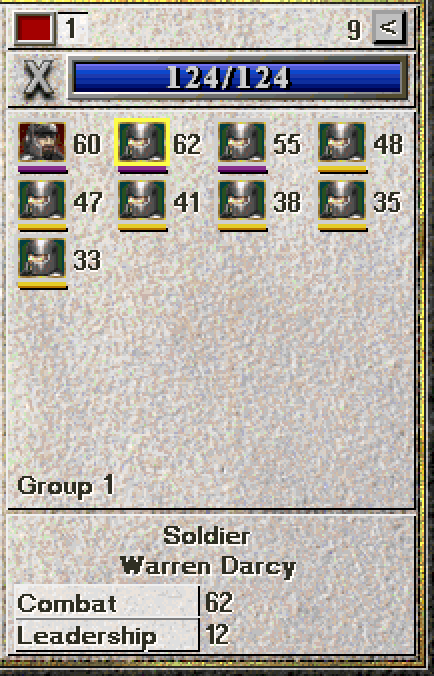 1 9 <
X 124/124
60 62 55 48
47 41 38 35
33
Group 1
Soldier
Warren Darcy
Combat 62
Leadership 12